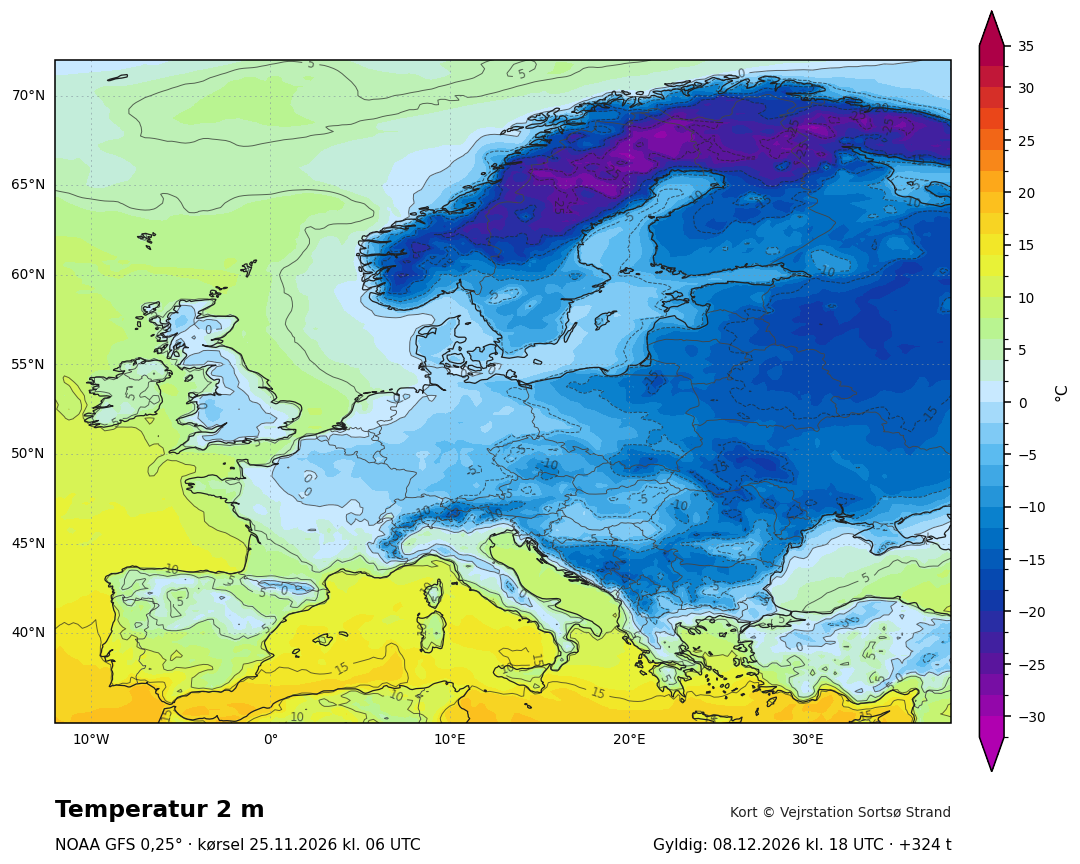 70°N
65°N
60°N
55°N
50°N
45°N
40°N
10°W 0° 10°E 20°E 30°E
35
30
25
20
15
10
5
0
−5
−10
−15
−20
−25
−30
°C
Temperatur 2 m
Kort © Vejrstation Sortsø Strand
NOAA GFS 0,25° · kørsel 25.11.2026 kl. 06 UTC
Gyldig: 08.12.2026 kl. 18 UTC · +324 t